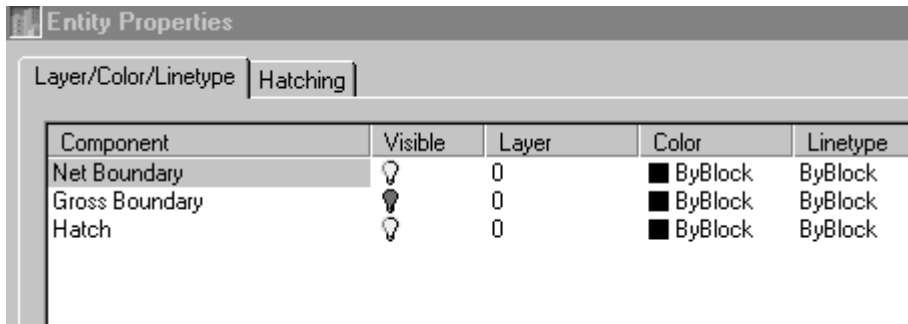 Entity Properties
Layer/Color/Linetype Hatching
Component Visible Layer Color Linetype
Net Boundary 0 ByBlock ByBlock
Gross Boundary 0 ByBlock ByBlock
Hatch 0 ByBlock ByBlock